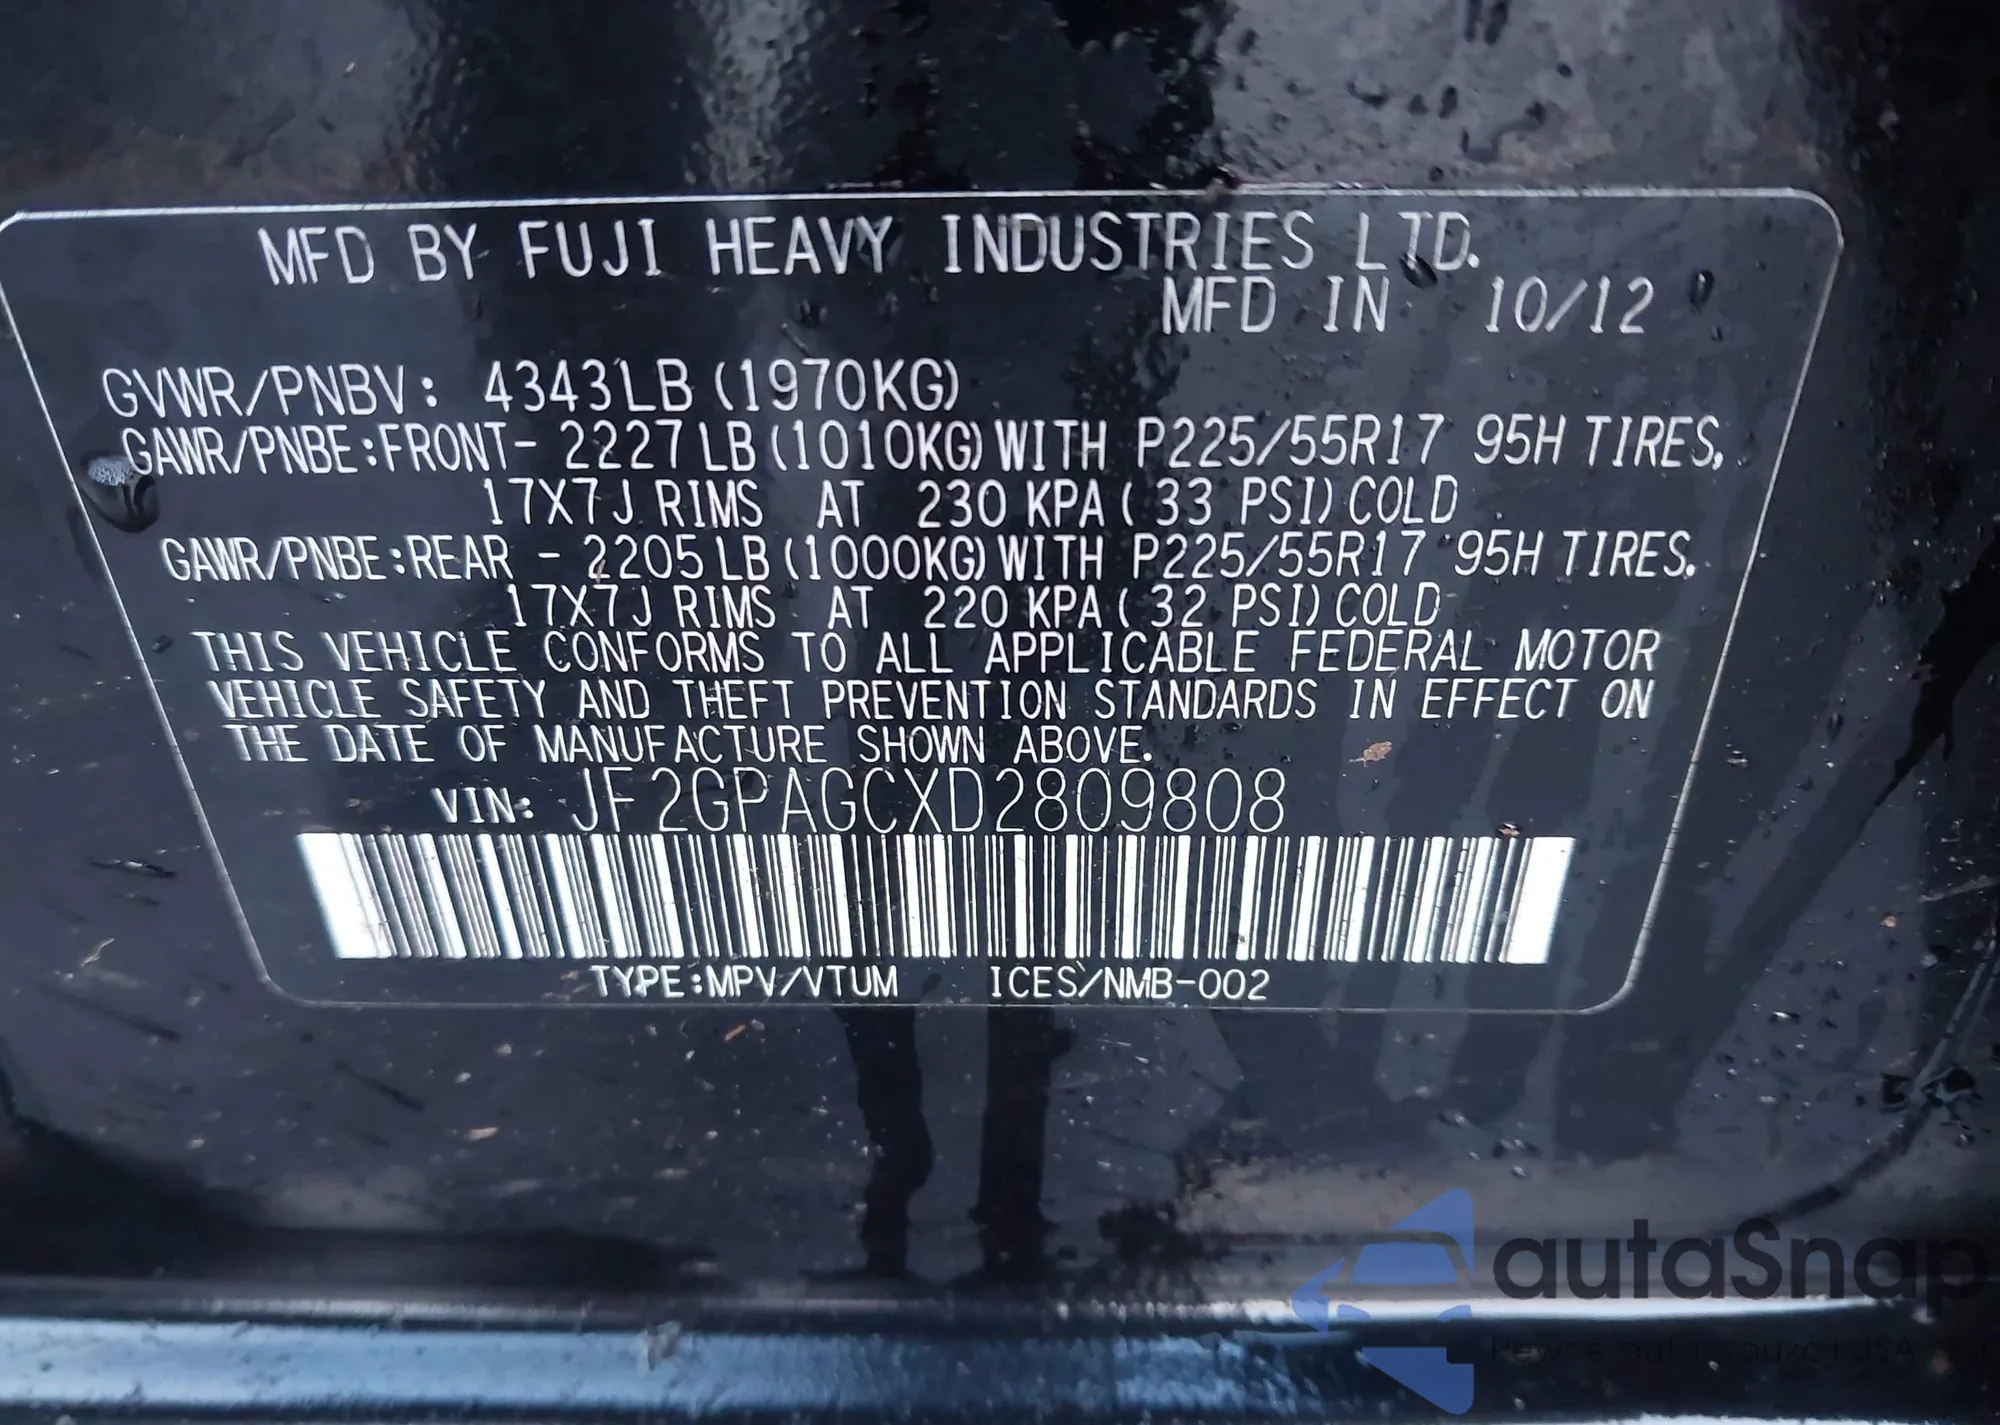 MFD BY FUJI HEAVY INDUSTRIES LTD.
MFD IN 10/12
GVWR/PNBV: 4343LB (1970KG)
GAWR/PNBE:FRONT- 2227LB (1010KG) WITH P225/55R17 95H TIRES,
17X7J RIMS AT 230 KPA ( 33 PSI) COLD
GAWR/PNBE:REAR - 2205LB (1000KG) WITH P225/55R17 95H TIRES,
17X7J RIMS AT 220 KPA ( 32 PSI) COLD
THIS VEHICLE CONFORMS TO ALL APPLICABLE FEDERAL MOTOR
VEHICLE SAFETY AND THEFT PREVENTION STANDARDS IN EFFECT ON
THE DATE OF MANUFACTURE SHOWN ABOVE.
VIN: JF2GPAGCXD2809808
TYPE:MPV/VTUM ICES/NMB-002
autaSnap